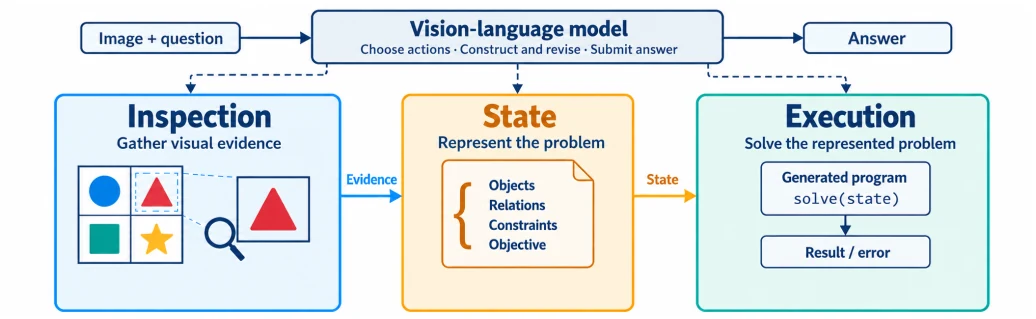 Image + question
Vision-language model
Choose actions · Construct and revise · Submit answer
Answer
Inspection
Gather visual evidence
Evidence
State
Represent the problem
Objects
Relations
Constraints
Objective
State
Execution
Solve the represented problem
Generated program
solve(state)
Result / error